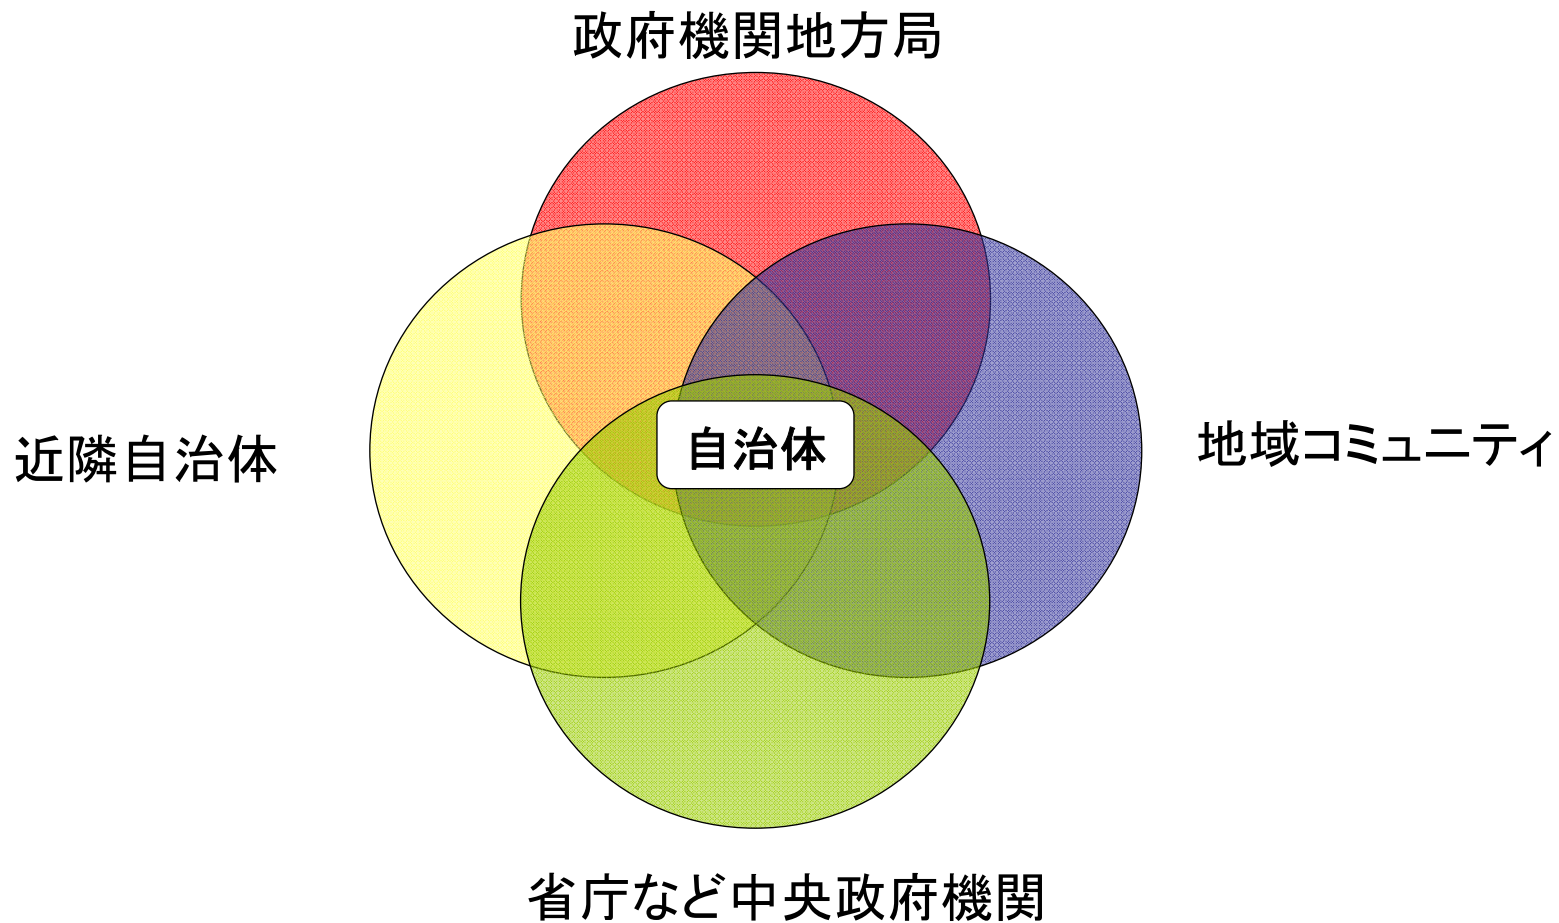 政府機関地方局
近隣自治体
自治体
地域コミュニティ
省庁など中央政府機関